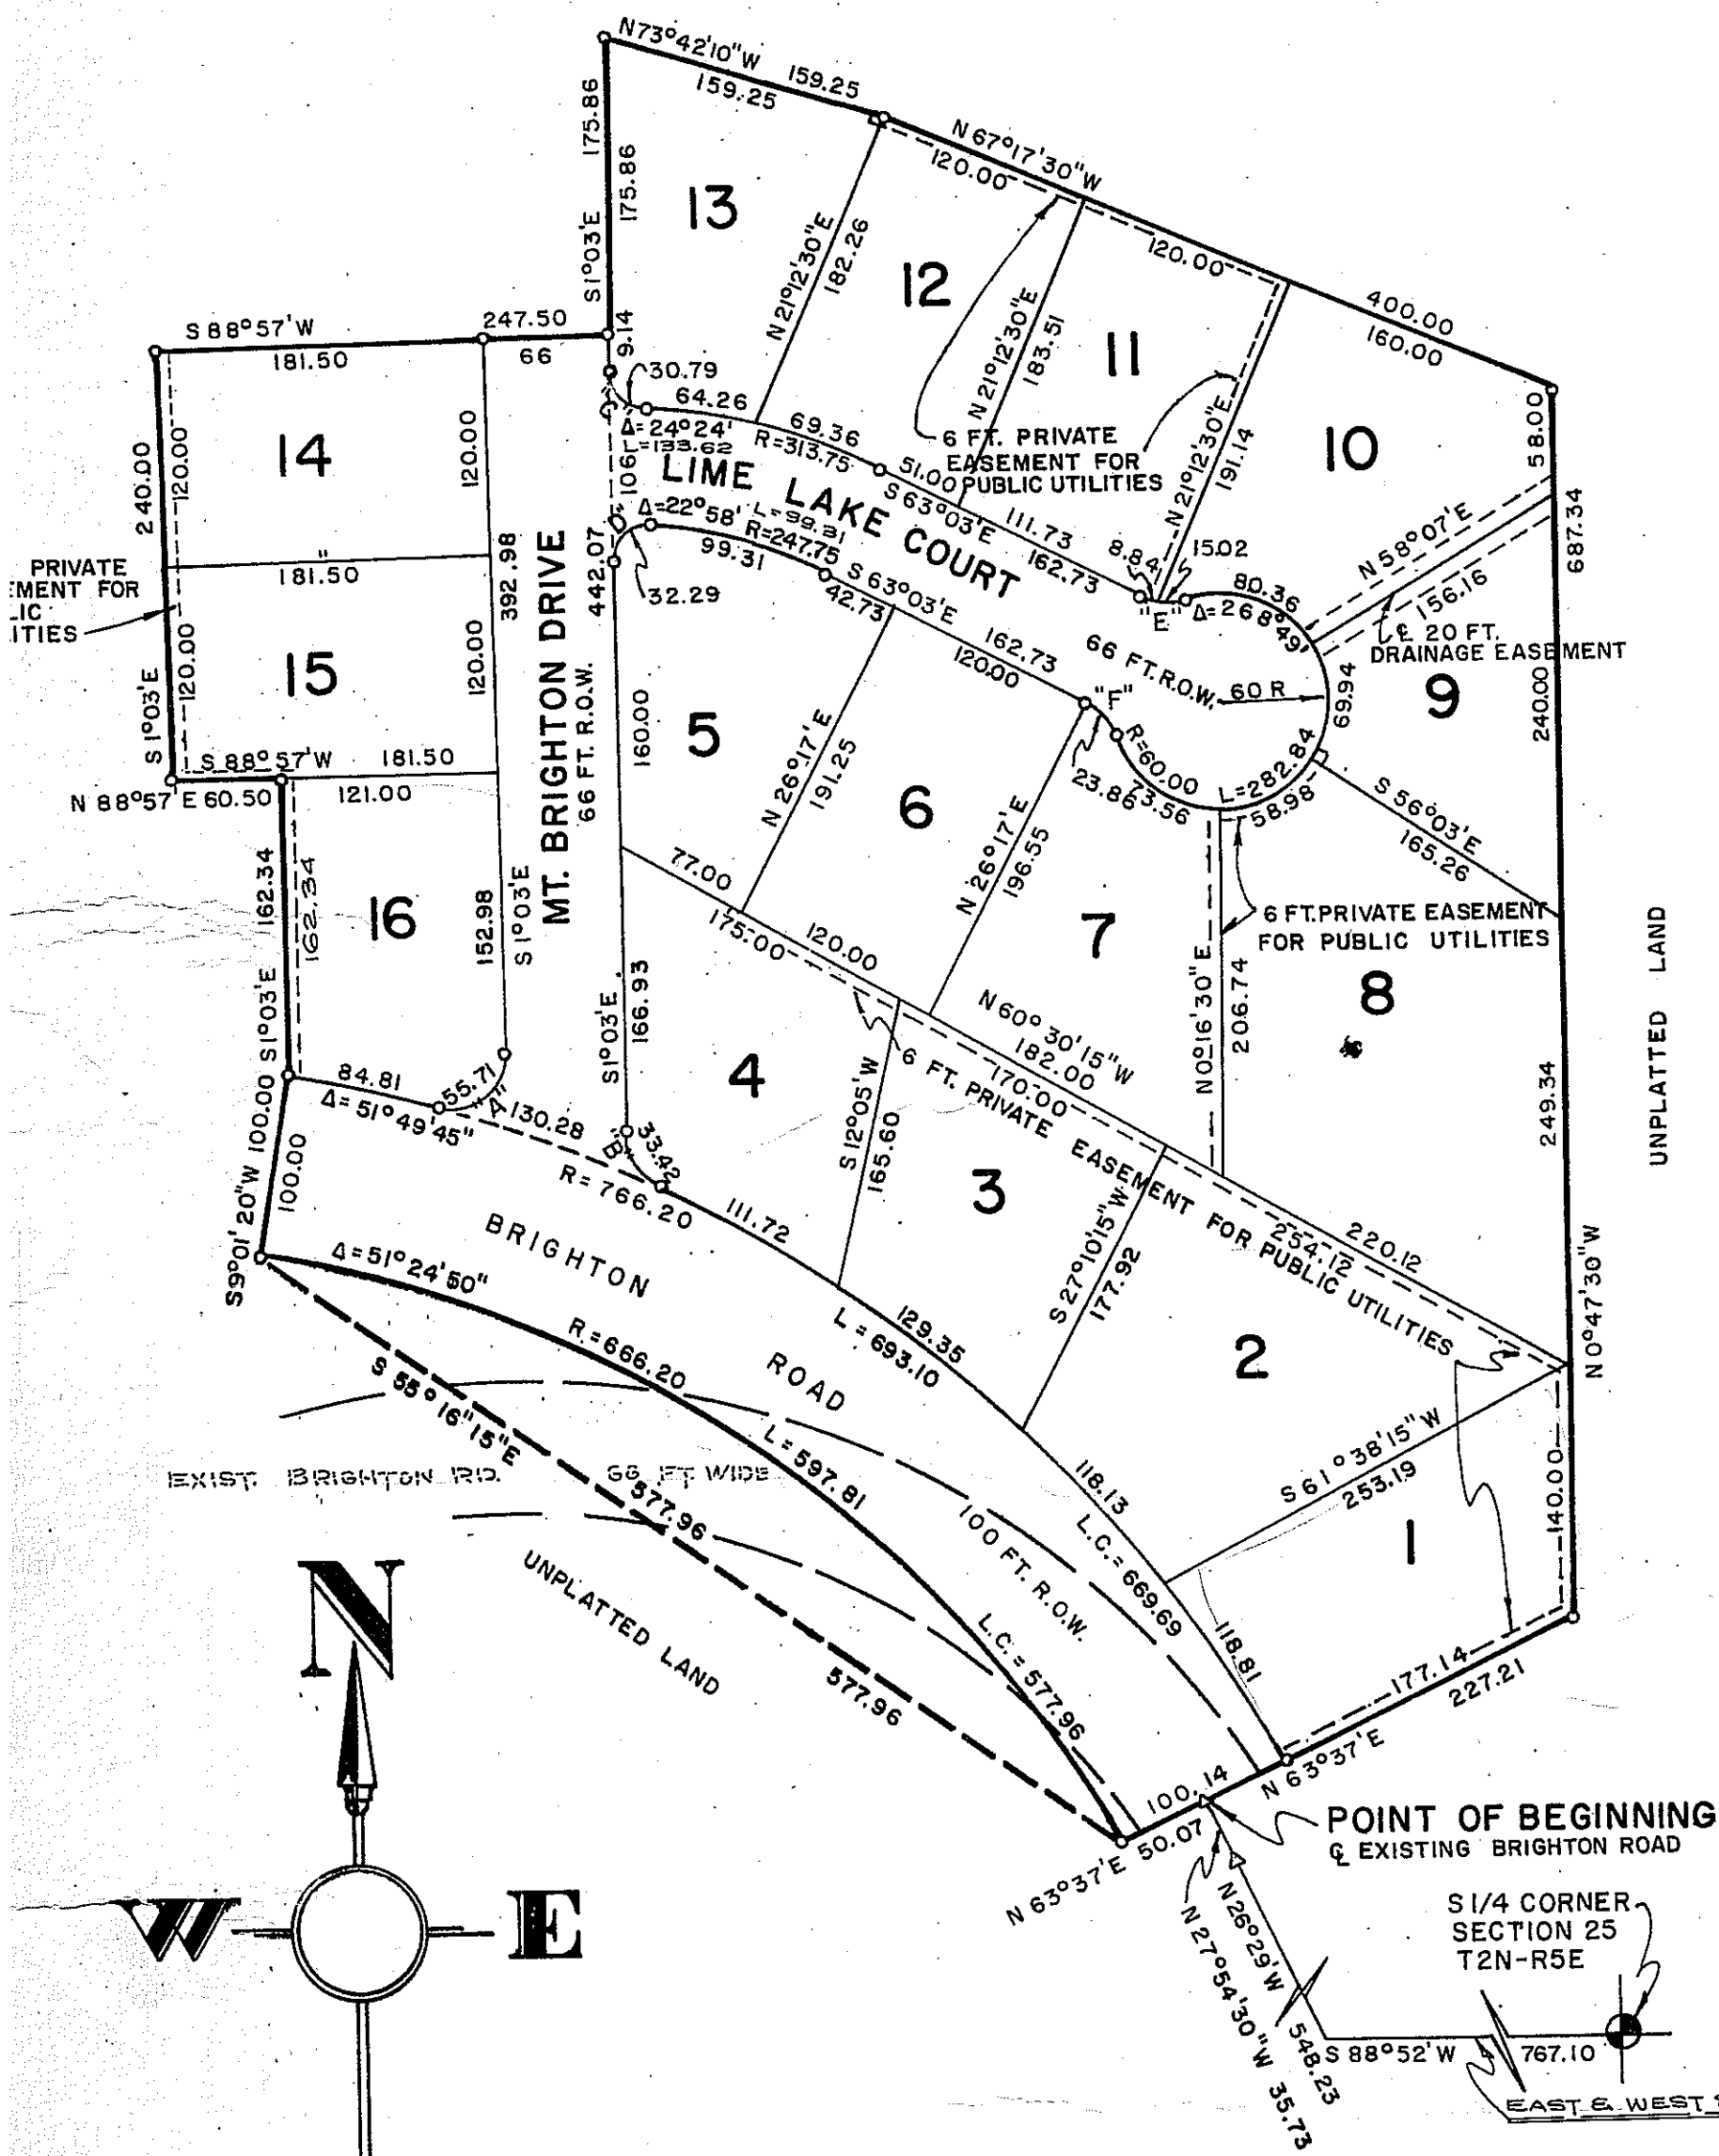 N73°42'10"W 159.25
159.25
175.86
175.86
S1°03'E
13
N21°12'30"E
182.26
N 67°17'30"W
120.00
120.00
400.00
160.00
12
N21°12'30"E
183.51
11
N21°12'30"E
191.14
10
58.00
687.34
S 88°57'W 247.50
181.50 66
9.14
30.79
64.26
Δ=24°24'
L=133.62
69.36
R=313.75
51.00
S 63°03'E
111.73
162.73
8.84
15.02
80.36
"E"
Δ=268°49'
6 FT. PRIVATE
EASEMENT FOR
PUBLIC UTILITIES
N 58°07'E
156.16
℄ 20 FT.
DRAINAGE EASEMENT
LIME LAKE COURT
106
"D"
Δ=22°58'
L=99.31
R=247.75
99.31
S 63°03'E
42.73
162.73
120.00
32.29
442.07
240.00
120.00
14
120.00
181.50
392.98
PRIVATE
EMENT FOR
LIC
ITIES
120.00
15
120.00
S1°03'E
S 88°57'W 181.50
N 88°57'E 60.50
121.00
MT. BRIGHTON DRIVE
66 FT. R.O.W.
160.00
5
N 26°17'E
191.25
6
"F"
66 FT. R.O.W.
60 R
69.94
9
240.00
R=60.00
L=282.84
23.86
73.56
58.98
S 56°03'E
165.26
162.34
162.34
S1°03'E
16
152.98
S1°03'E
77.00
175.00
120.00
N 26°17'E
196.55
7
N0°16'30"E
206.74
6 FT. PRIVATE EASEMENT
FOR PUBLIC UTILITIES
8
249.34
UNPLATTED LAND
S1°03'E
166.93
4
S12°05'W
165.60
N 60°30'15"W
182.00
170.00
6 FT. PRIVATE EASEMENT FOR PUBLIC UTILITIES
220.12
254.12
84.81
Δ=51°49'45"
55.71
"A"
130.28
R=766.20
"B"
33.42
111.72
3
S 27°10'15"W
177.92
2
N0°47'30"W
S9°01'20"W 100.00
100.00
Δ=51°24'50"
BRIGHTON
ROAD
R=666.20
129.35
L=693.10
S 55°16'15"E
L=597.81
118.13
L.C.=669.69
S 61°38'15"W
253.19
1
140.00
EXIST. BRIGHTON RD. 66 FT WIDE
577.96
100 FT. R.O.W.
UNPLATTED LAND
577.96
L.C.=577.96
118.81
177.14
227.21
100.14
N 63°37'E
N 63°37'E 50.07
POINT OF BEGINNING
℄ EXISTING BRIGHTON ROAD
N
W
E
N26°29'W 548.23
N 27°54'30"W 35.73
S 1/4 CORNER
SECTION 25
T2N-R5E
S 88°52'W 767.10
EAST & WEST